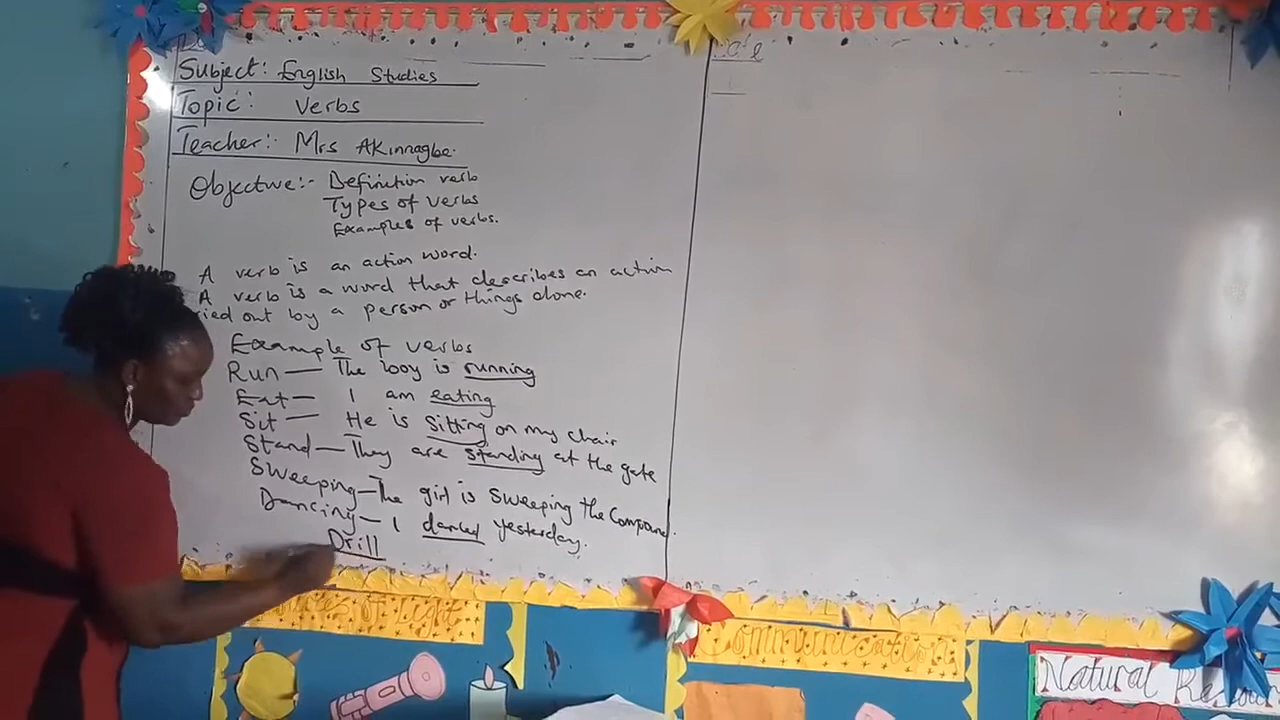 Subject: English Studies
Topic: Verbs
Teacher:- Mrs Akinnagbe.
Objective:- Definition verb
Types of verbs
Examples of verbs.
A verb is an action word.
A verb is a word that describes an action
out by a person or things done.
Example of verbs
Run — The boy is running
Eat — I am eating
Sit — He is sitting on my chair
Stand — They are standing at the gate
Sweeping — The girl is sweeping the compound.
Dancing — I danced yesterday.
Drill
of Light
Communication
Natural